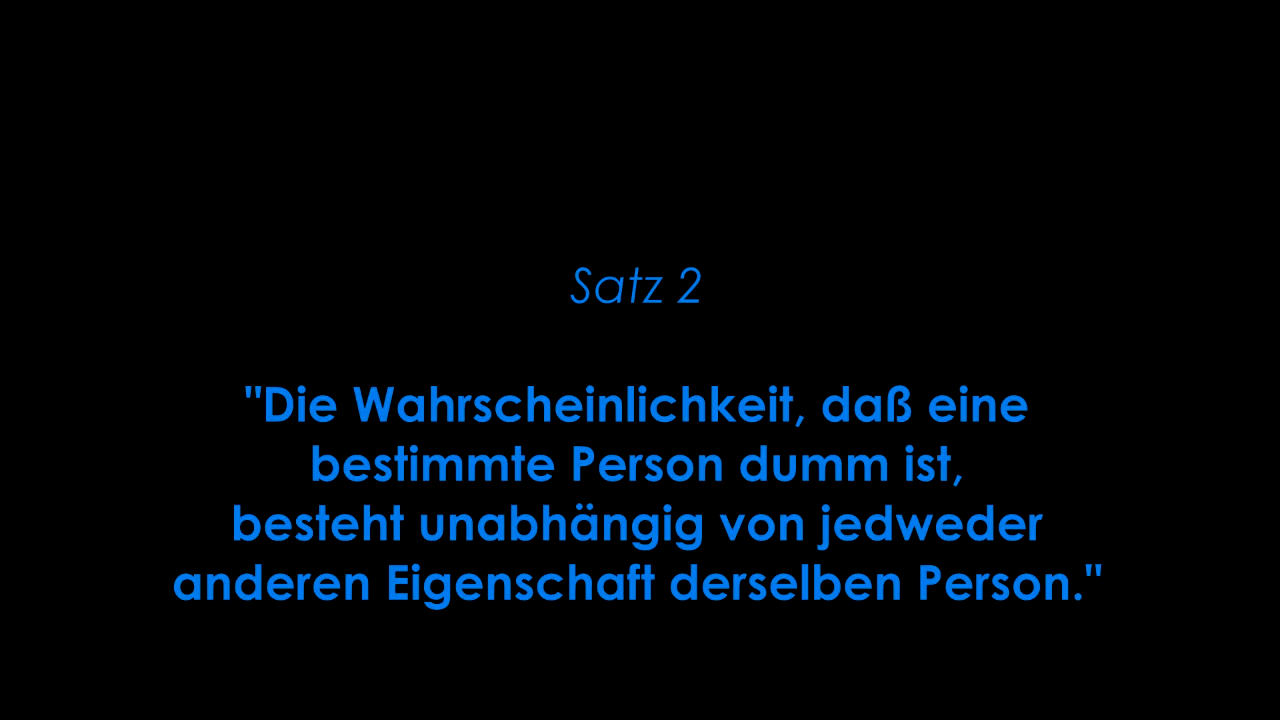 Satz 2
"Die Wahrscheinlichkeit, daß eine
bestimmte Person dumm ist,
besteht unabhängig von jedweder
anderen Eigenschaft derselben Person."